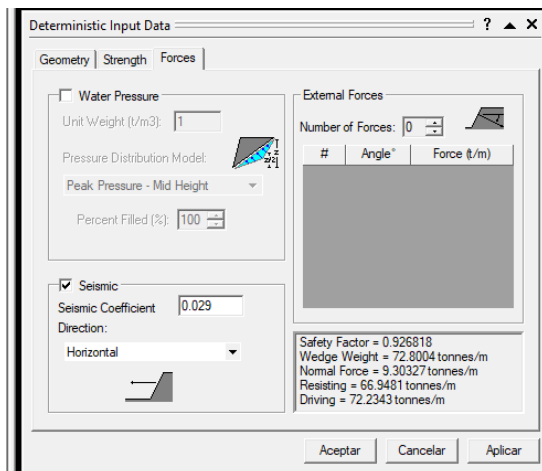 Deterministic Input Data
Geometry Strength Forces
Water Pressure
Unit Weight (t/m3): 1
Pressure Distribution Model:
Peak Pressure - Mid Height
Percent Filled (%): 100
Seismic
Seismic Coefficient 0.029
Direction:
Horizontal
External Forces
Number of Forces: 0
# Angle° Force (t/m)
Safety Factor = 0.926818
Wedge Weight = 72.8004 tonnes/m
Normal Force = 9.30327 tonnes/m
Resisting = 66.9481 tonnes/m
Driving = 72.2343 tonnes/m
Aceptar Cancelar Aplicar